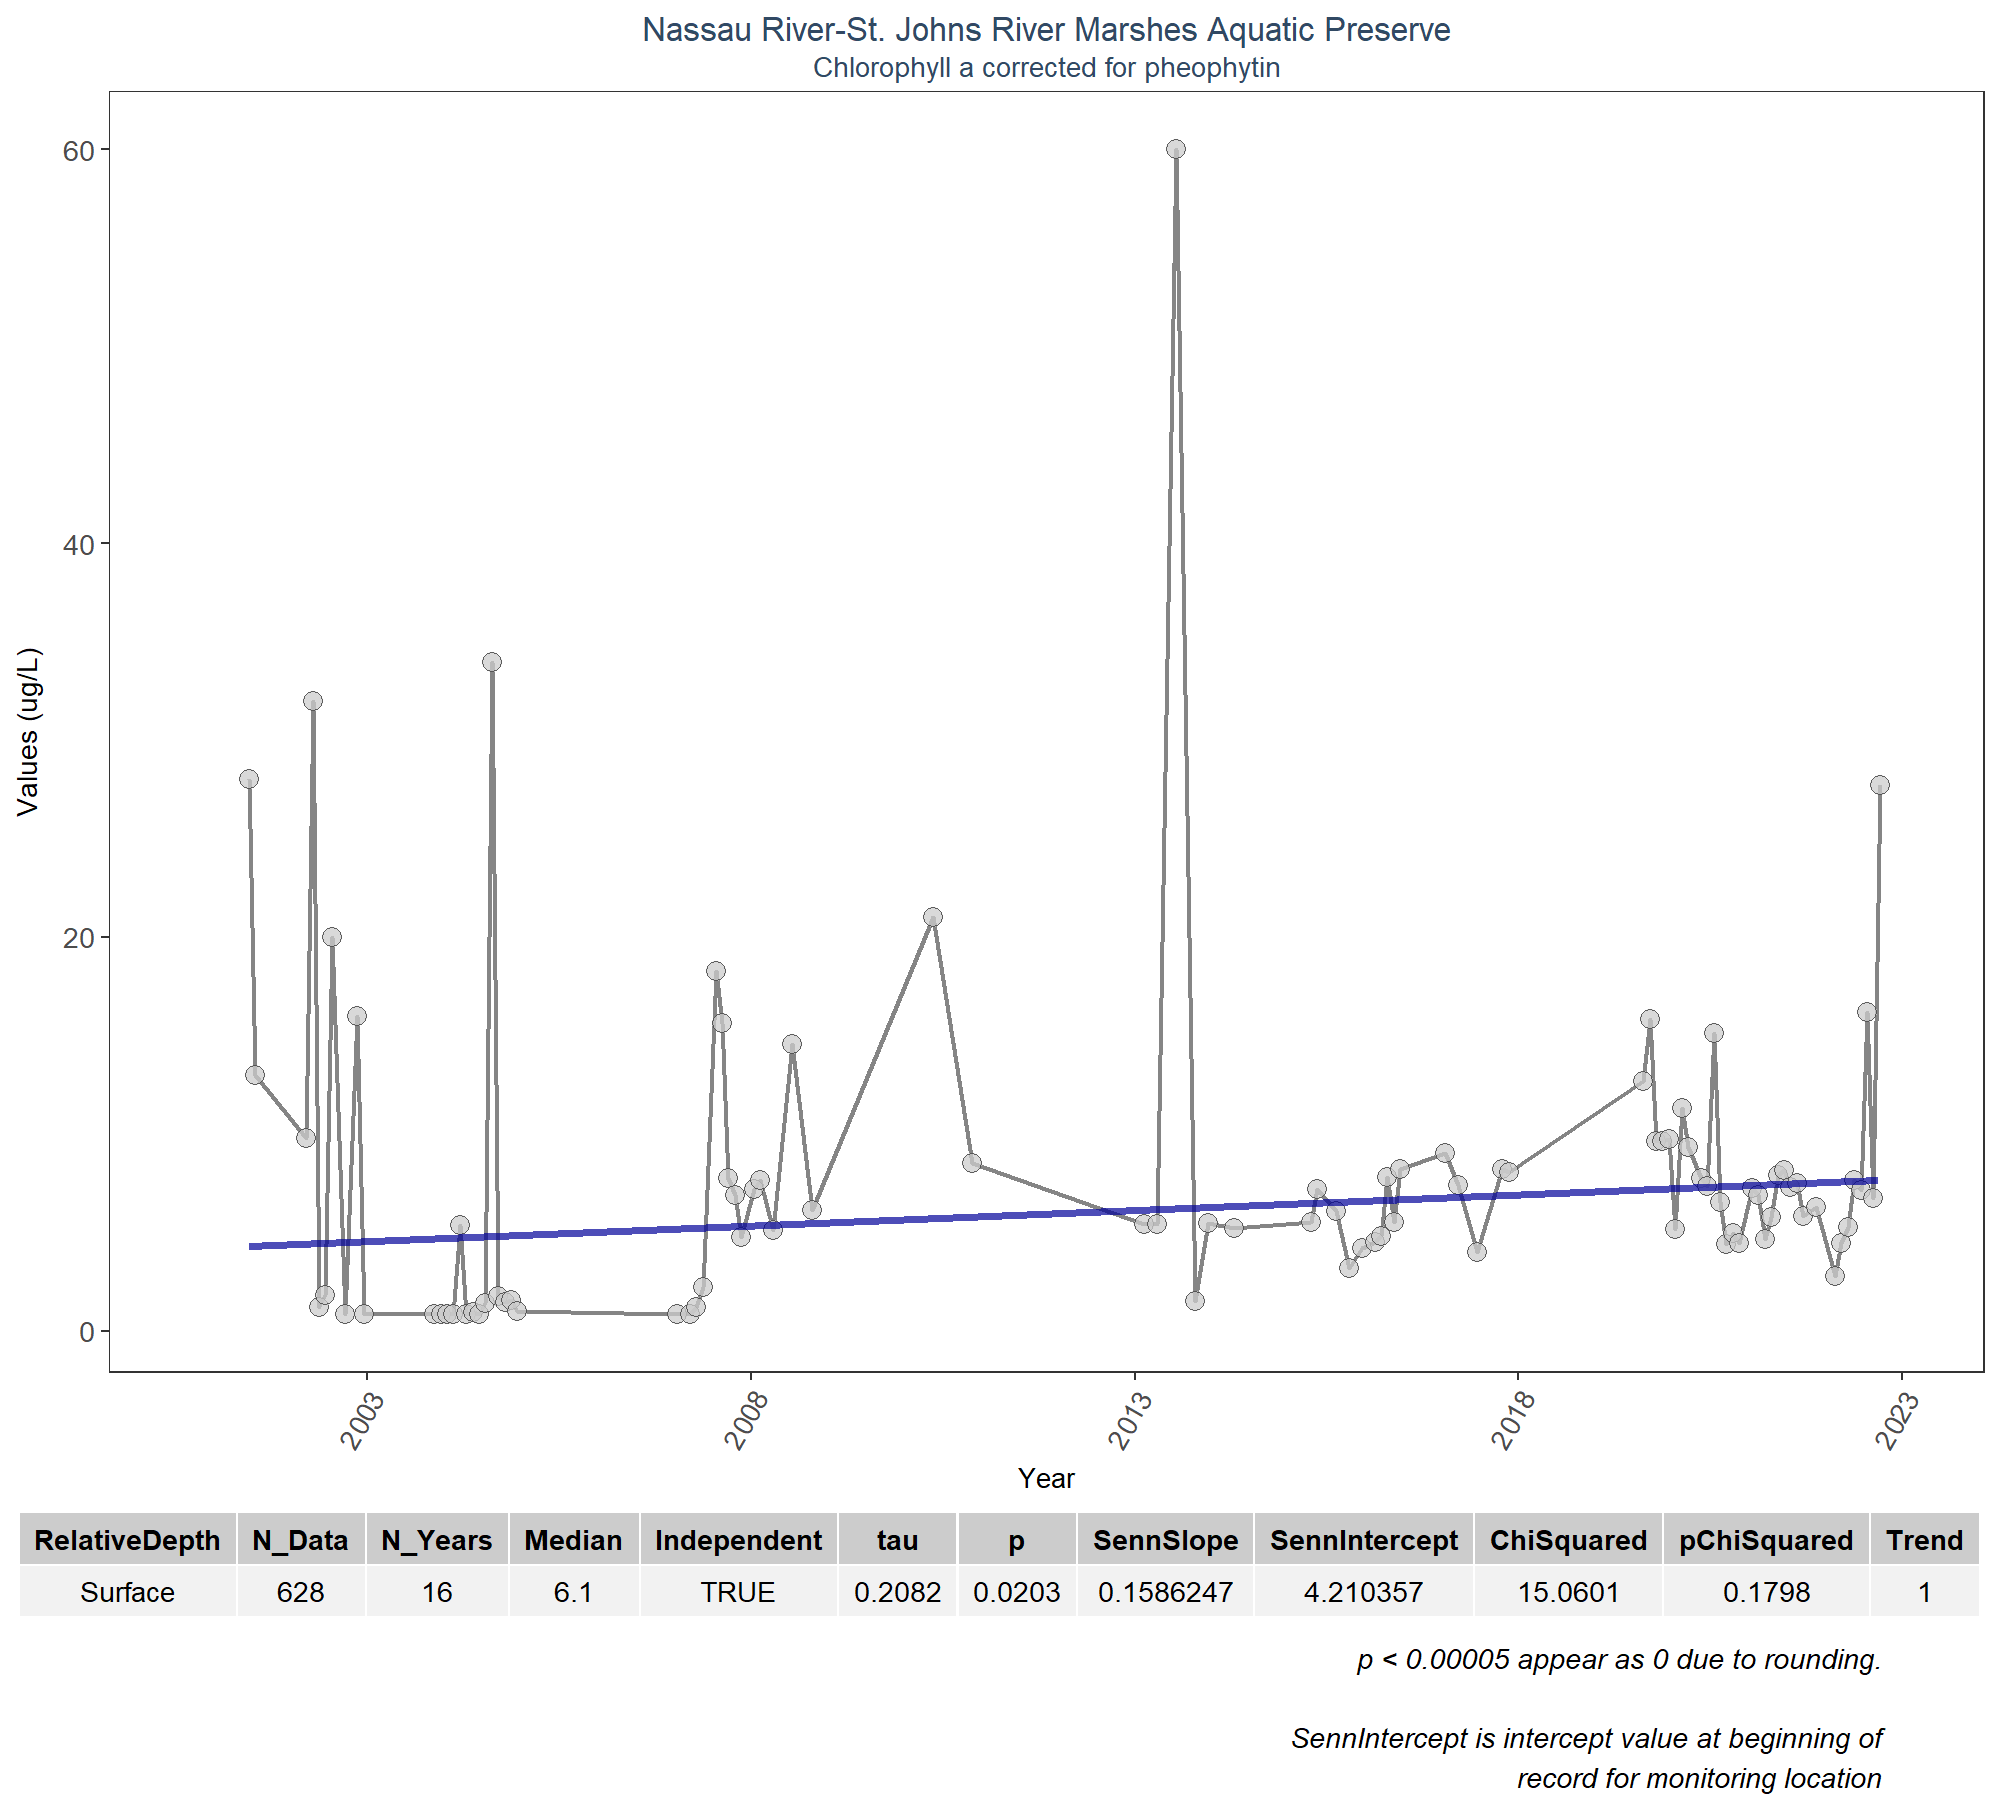 Nassau River-St. Johns River Marshes Aquatic Preserve
Chlorophyll a corrected for pheophytin
Values (ug/L)
60
40
20
0
2003 2008 2013 2018 2023
Year
RelativeDepth N_Data N_Years Median Independent tau p SennSlope SennIntercept ChiSquared pChiSquared Trend
Surface 628 16 6.1 TRUE 0.2082 0.0203 0.1586247 4.210357 15.0601 0.1798 1
p < 0.00005 appear as 0 due to rounding.
SennIntercept is intercept value at beginning of
record for monitoring location